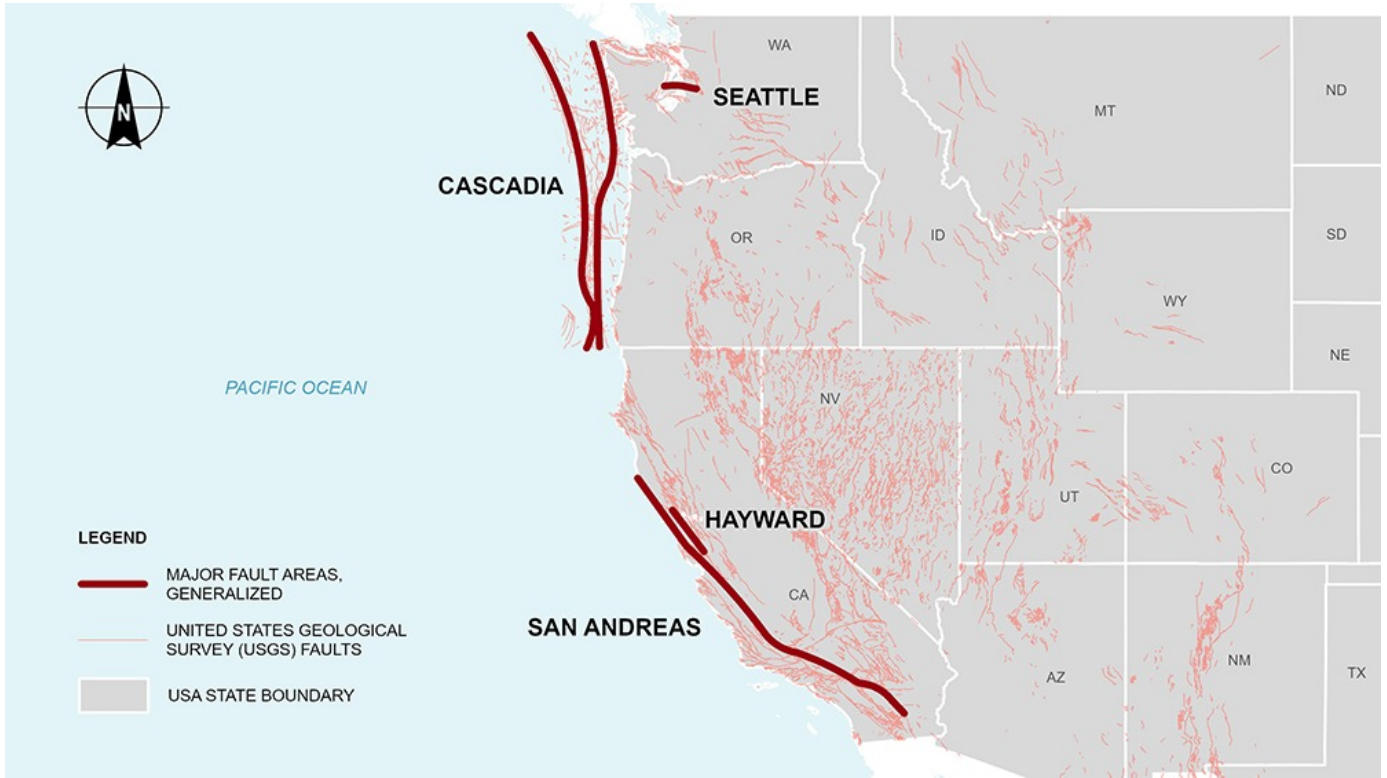 N
WA
SEATTLE
MT
ND
CASCADIA
OR
ID
SD
WY
NE
PACIFIC OCEAN
NV
CO
UT
HAYWARD
LEGEND
MAJOR FAULT AREAS,
GENERALIZED
CA
SAN ANDREAS
UNITED STATES GEOLOGICAL
SURVEY (USGS) FAULTS
NM
AZ
TX
USA STATE BOUNDARY